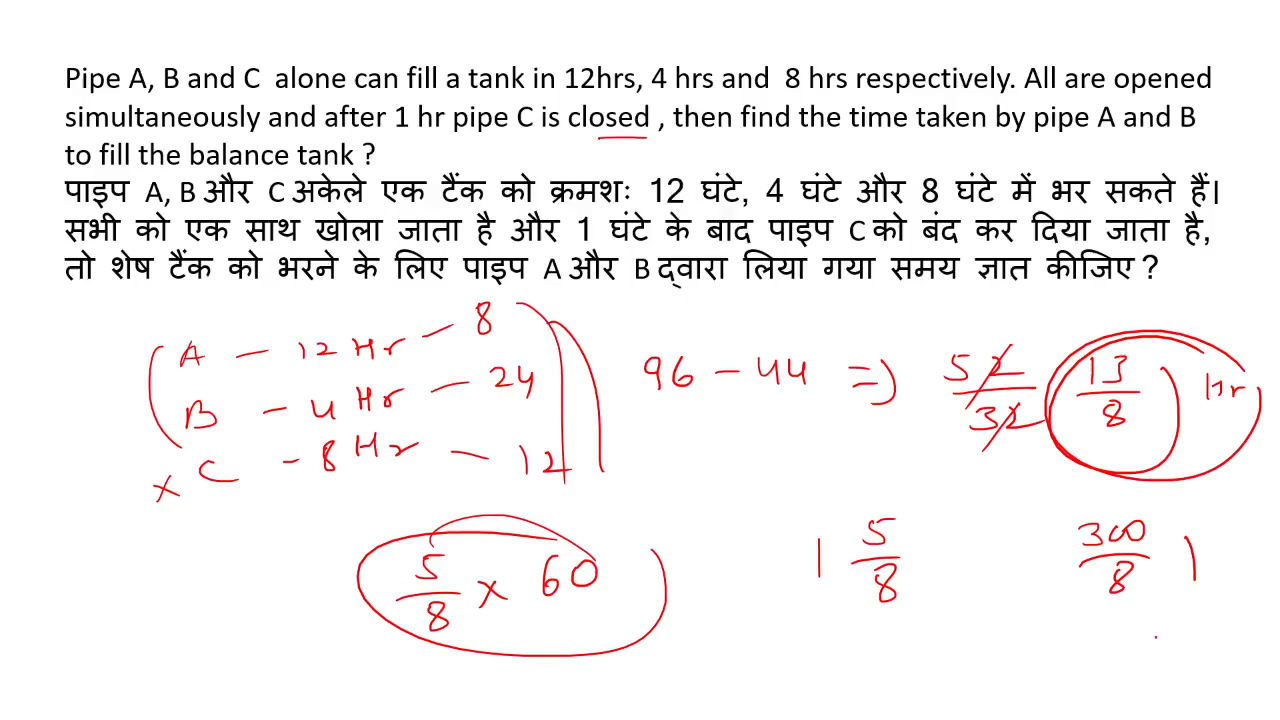 Pipe A, B and C alone can fill a tank in 12hrs, 4 hrs and 8 hrs respectively. All are opened
simultaneously and after 1 hr pipe C is closed , then find the time taken by pipe A and B
to fill the balance tank ?
पाइप A, B और C अकेले एक टैंक को क्रमशः 12 घंटे, 4 घंटे और 8 घंटे में भर सकते हैं।
सभी को एक साथ खोला जाता है और 1 घंटे के बाद पाइप C को बंद कर दिया जाता है,
तो शेष टैंक को भरने के लिए पाइप A और B द्वारा लिया गया समय ज्ञात कीजिए ?
A – 12 Hr – 8
B – 4 Hr – 24
x C – 8 Hr – 12
96 – 44 => 52/32 13/8 Hr
5/8 x 60
1 5/8
300/8